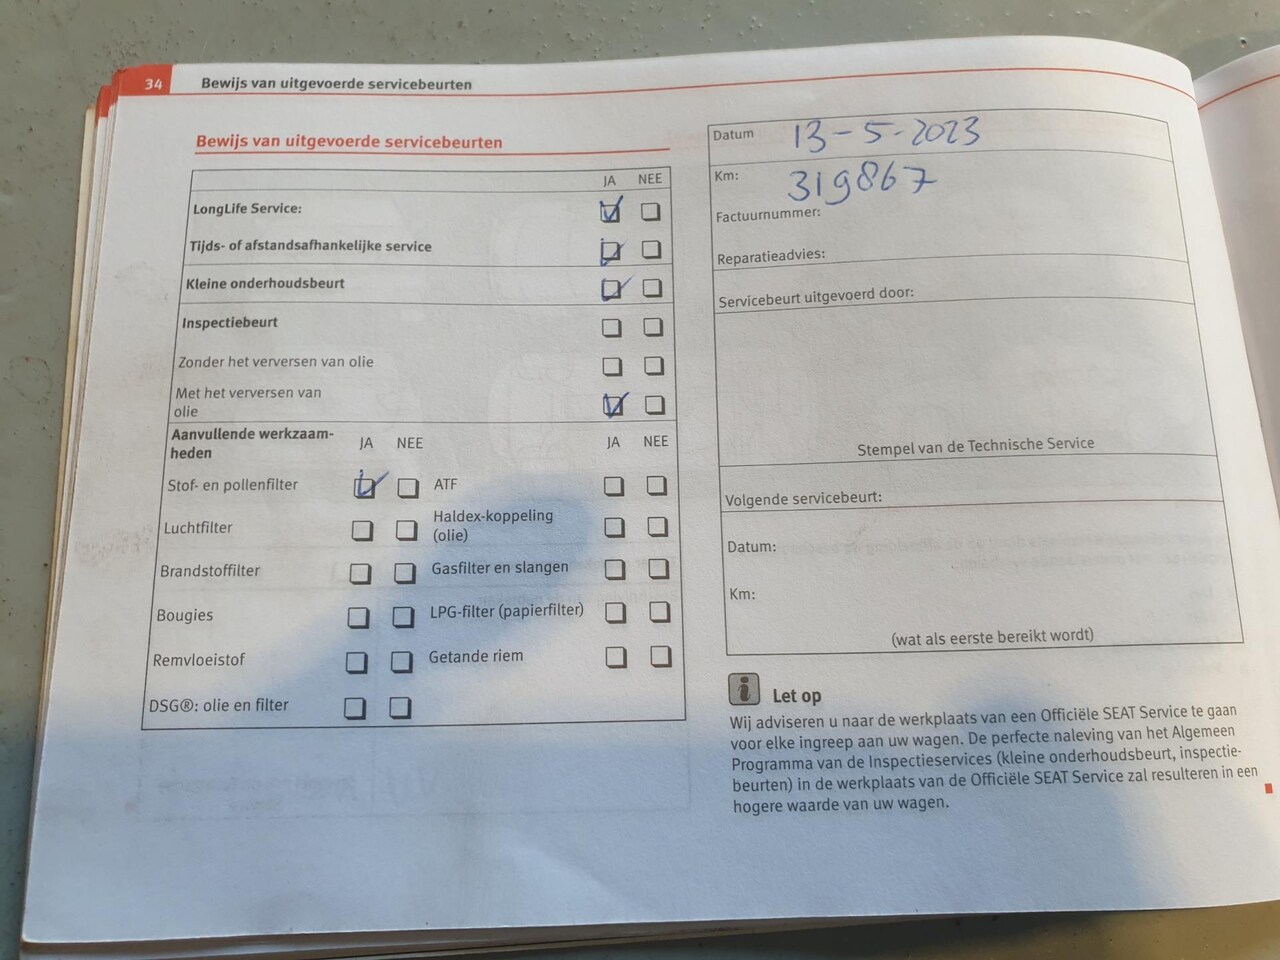 34 Bewijs van uitgevoerde servicebeurten
Bewijs van uitgevoerde servicebeurten
JA NEE
LongLife Service:
Tijds- of afstandsafhankelijke service
Kleine onderhoudsbeurt
Inspectiebeurt
Zonder het verversen van olie
Met het verversen van
olie
Aanvullende werkzaam-
heden
JA NEE JA NEE
Stof- en pollenfilter ATF
Luchtfilter Haldex-koppeling
(olie)
Brandstoffilter Gasfilter en slangen
Bougies LPG-filter (papierfilter)
Remvloeistof Getande riem
DSG®: olie en filter
Datum 13-5-2023
Km: 319867
Factuurnummer:
Reparatieadvies:
Servicebeurt uitgevoerd door:
Stempel van de Technische Service
Volgende servicebeurt:
Datum:
Km:
(wat als eerste bereikt wordt)
i Let op
Wij adviseren u naar de werkplaats van een Officiële SEAT Service te gaan
voor elke ingreep aan uw wagen. De perfecte naleving van het Algemeen
Programma van de Inspectieservices (kleine onderhoudsbeurt, inspectie-
beurten) in de werkplaats van de Officiële SEAT Service zal resulteren in een
hogere waarde van uw wagen.